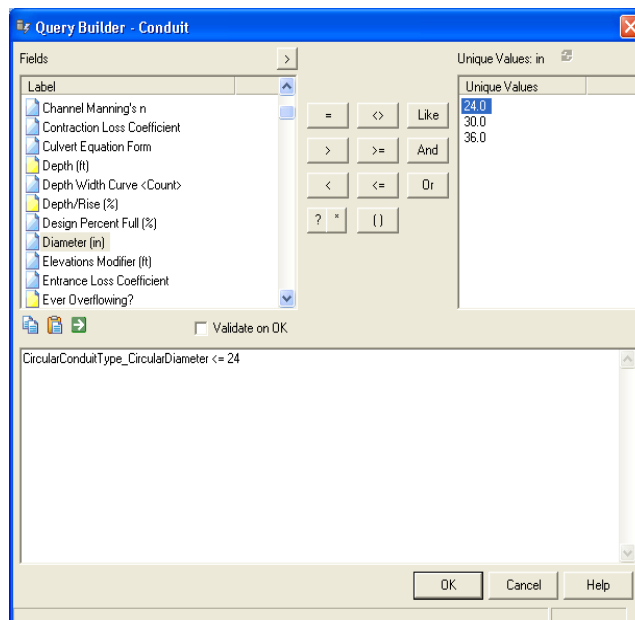 Query Builder - Conduit
Fields
>
Unique Values: in
Label
Channel Manning's n
Contraction Loss Coefficient
Culvert Equation Form
Depth (ft)
Depth Width Curve <Count>
Depth/Rise (%)
Design Percent Full (%)
Diameter (in)
Elevations Modifier (ft)
Entrance Loss Coefficient
Ever Overflowing?
= <> Like
> >= And
< <= Or
? * ()
Unique Values
24.0
30.0
36.0
Validate on OK
CircularConduitType_CircularDiameter <= 24
OK Cancel Help